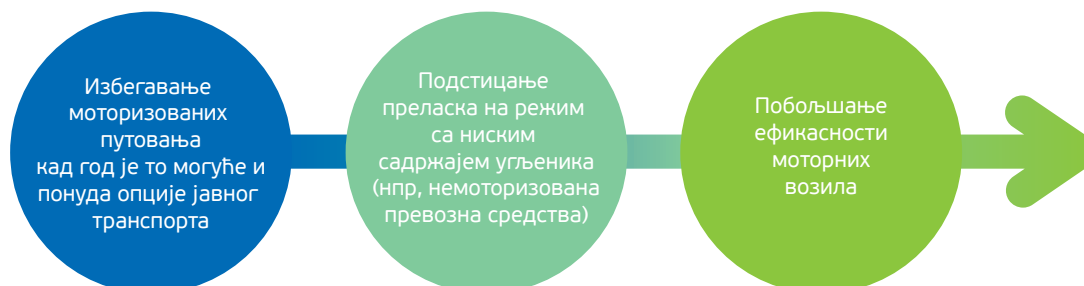 Избегавање
моторизованих
путовања
кад год је то могуће и
понуда опције јавног
транспорта
Подстицање
преласка на режим
са ниским
садржајем угљеника
(нпр, немоторизована
превозна средства)
Побољшање
ефикасности
моторних
возила